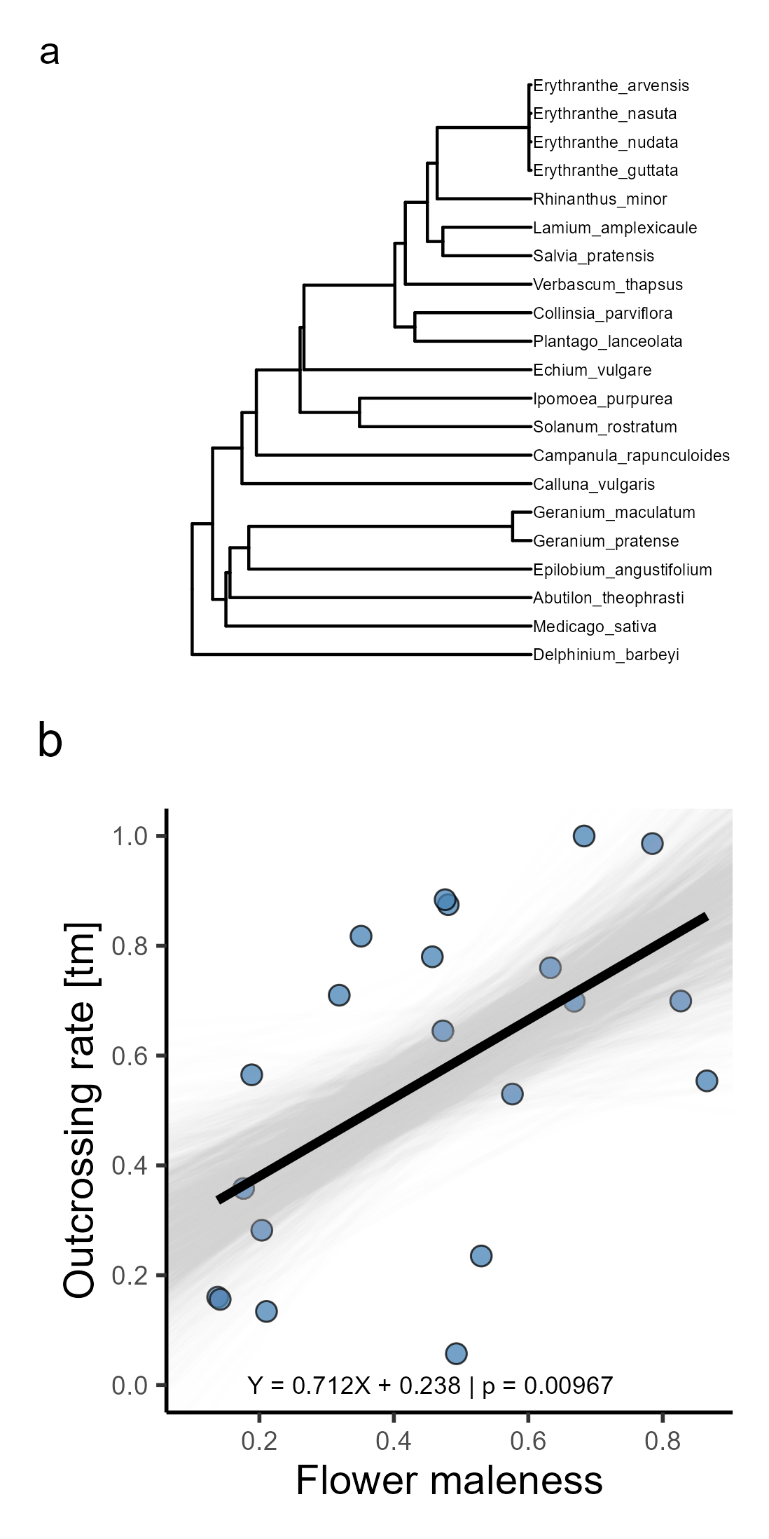 a
Erythranthe_arvensis
Erythranthe_nasuta
Erythranthe_nudata
Erythranthe_guttata
Rhinanthus_minor
Lamium_amplexicaule
Salvia_pratensis
Verbascum_thapsus
Collinsia_parviflora
Plantago_lanceolata
Echium_vulgare
Ipomoea_purpurea
Solanum_rostratum
Campanula_rapunculoides
Calluna_vulgaris
Geranium_maculatum
Geranium_pratense
Epilobium_angustifolium
Abutilon_theophrasti
Medicago_sativa
Delphinium_barbeyi
b
Outcrossing rate [tm]
1.0
0.8
0.6
0.4
0.2
0.0
Y = 0.712X + 0.238 | p = 0.00967
0.2 0.4 0.6 0.8
Flower maleness